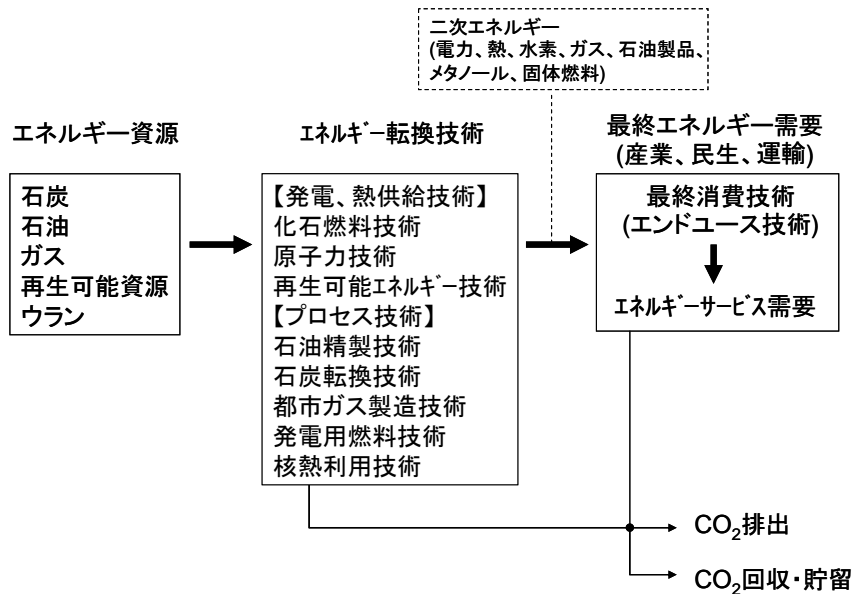 二次エネルギー
(電力、熱、水素、ガス、石油製品、
メタノール、固体燃料)
エネルギー資源
石炭
石油
ガス
再生可能資源
ウラン
ｴﾈﾙｷﾞｰ転換技術
【発電、熱供給技術】
化石燃料技術
原子力技術
再生可能ｴﾈﾙｷﾞｰ技術
【プロセス技術】
石油精製技術
石炭転換技術
都市ガス製造技術
発電用燃料技術
核熱利用技術
最終エネルギー需要
(産業、民生、運輸)
最終消費技術
(エンドユース技術)
ｴﾈﾙｷﾞｰｻｰﾋﾞｽ需要
CO₂排出
CO₂回収・貯留